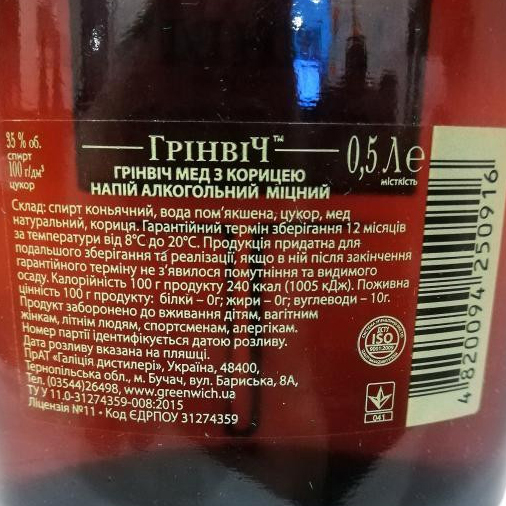 35 % об.
спирт
100 г/дм³
цукор
ГРІНВІЧ™
0,5 Л е
місткість
ГРІНВІЧ МЕД З КОРИЦЕЮ
НАПІЙ АЛКОГОЛЬНИЙ МІЦНИЙ
Склад: спирт коньячний, вода пом'якшена, цукор, мед
натуральний, кориця. Гарантійний термін зберігання 12 місяців
за температури від 8°С до 20°С. Продукція придатна для
подальшого зберігання та реалізації, якщо в ній після закінчення
гарантійного терміну не з'явилося помутніння та видимого
осаду. Калорійність 100 г продукту 240 ккал (1005 кДж). Поживна
цінність 100 г продукту: білки – 0г; жири – 0г; вуглеводи – 10г.
Продукт заборонено до вживання дітям, вагітним
жінкам, літнім людям, спортсменам, алергікам.
Номер партії ідентифікується датою розливу.
Дата розливу вказана на пляшці.
ПрАТ «Галіція дистилері», Україна, 48400,
Тернопільська обл., м. Бучач, вул. Бариська, 8А,
Тел. (03544)26498, www.greenwich.ua
ТУ У 11.0-31274359-008:2015
Ліцензія №11 • Код ЄДРПОУ 31274359
ДСТУ
ISO
9001:2009
041
4820094250916